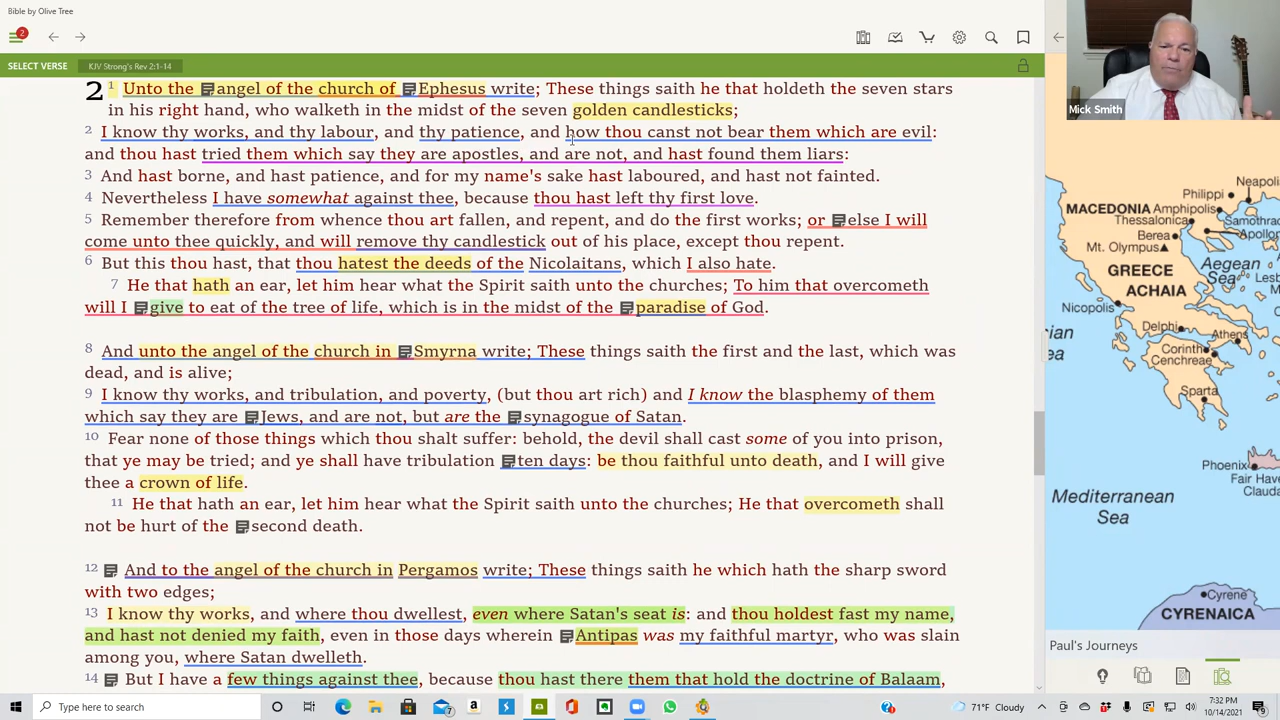 Bible by Olive Tree
2
SELECT VERSE KJV Strong's Rev 2:1-14
2 1 Unto the angel of the church of Ephesus write; These things saith he that holdeth the seven stars
in his right hand, who walketh in the midst of the seven golden candlesticks;
2 I know thy works, and thy labour, and thy patience, and how thou canst not bear them which are evil:
and thou hast tried them which say they are apostles, and are not, and hast found them liars:
3 And hast borne, and hast patience, and for my name's sake hast laboured, and hast not fainted.
4 Nevertheless I have somewhat against thee, because thou hast left thy first love.
5 Remember therefore from whence thou art fallen, and repent, and do the first works; or else I will
come unto thee quickly, and will remove thy candlestick out of his place, except thou repent.
6 But this thou hast, that thou hatest the deeds of the Nicolaitans, which I also hate.
7 He that hath an ear, let him hear what the Spirit saith unto the churches; To him that overcometh
will I give to eat of the tree of life, which is in the midst of the paradise of God.
8 And unto the angel of the church in Smyrna write; These things saith the first and the last, which was
dead, and is alive;
9 I know thy works, and tribulation, and poverty, (but thou art rich) and I know the blasphemy of them
which say they are Jews, and are not, but are the synagogue of Satan.
10 Fear none of those things which thou shalt suffer: behold, the devil shall cast some of you into prison,
that ye may be tried; and ye shall have tribulation ten days: be thou faithful unto death, and I will give
thee a crown of life.
11 He that hath an ear, let him hear what the Spirit saith unto the churches; He that overcometh shall
not be hurt of the second death.
12 And to the angel of the church in Pergamos write; These things saith he which hath the sharp sword
with two edges;
13 I know thy works, and where thou dwellest, even where Satan's seat is: and thou holdest fast my name,
and hast not denied my faith, even in those days wherein Antipas was my faithful martyr, who was slain
among you, where Satan dwelleth.
14 But I have a few things against thee, because thou hast there them that hold the doctrine of Balaam,
Mick Smith
Neapol
Philippi
MACEDONIA Amphipolis
Thessalonica
Samothra
Berea
Apollo
Mt. Olympus
Aegean
Sea
GREECE
ACHAIA
Nicopolis
ian
ea
Delphi
Athens
Corinth
Cenchreae
Sparta
Phoenix
Fair Have
Clauda
Mediterranean
Sea
Cyrene
CYRENAICA
Paul's Journeys
Type here to search
7
71°F Cloudy
7:32 PM
10/14/2021